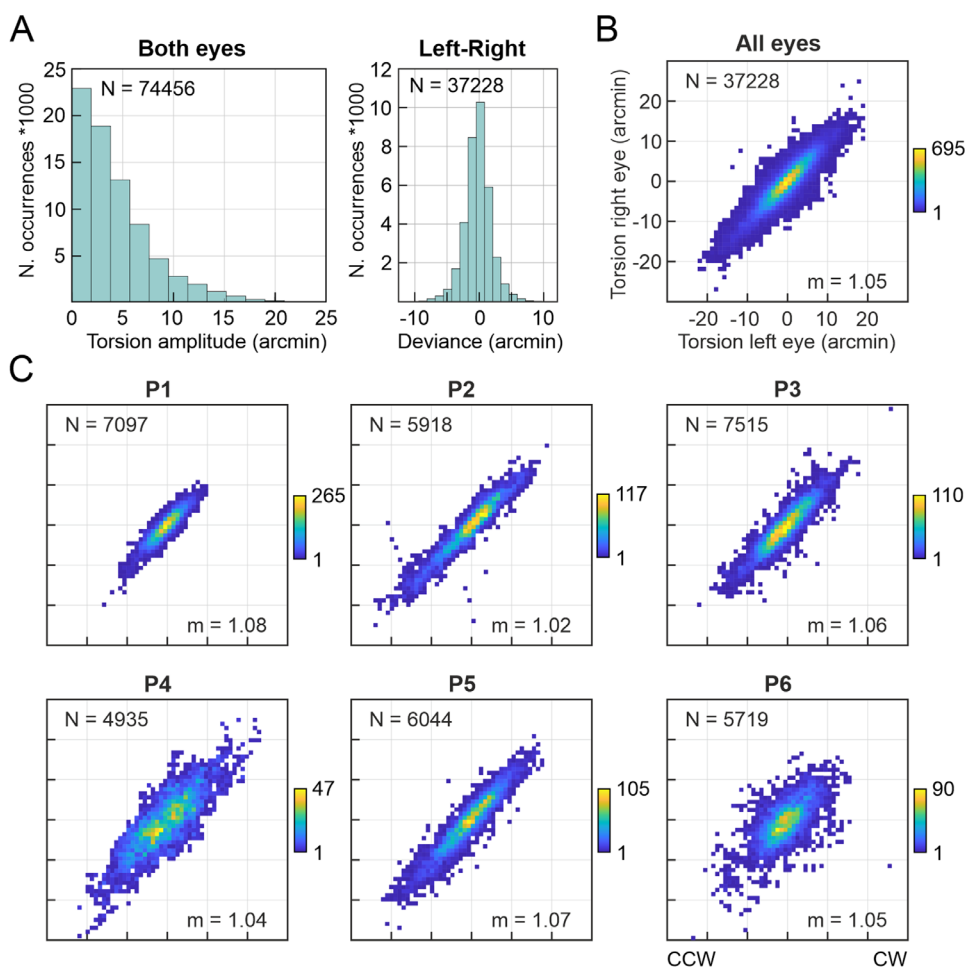 A
Both eyes
N = 74456
N. occurrences *1000
25
20
15
10
5
0
5
10
15
20
25
Torsion amplitude (arcmin)
Left-Right
N = 37228
N. occurrences *1000
12
10
8
6
4
2
-10
0
10
Deviance (arcmin)
B
All eyes
N = 37228
Torsion right eye (arcmin)
20
10
0
-10
-20
-20
-10
0
10
20
Torsion left eye (arcmin)
m = 1.05
695
1
C
P1
N = 7097
m = 1.08
265
1
P2
N = 5918
m = 1.02
117
1
P3
N = 7515
m = 1.06
110
1
P4
N = 4935
m = 1.04
47
1
P5
N = 6044
m = 1.07
105
1
P6
N = 5719
m = 1.05
90
1
CCW
CW